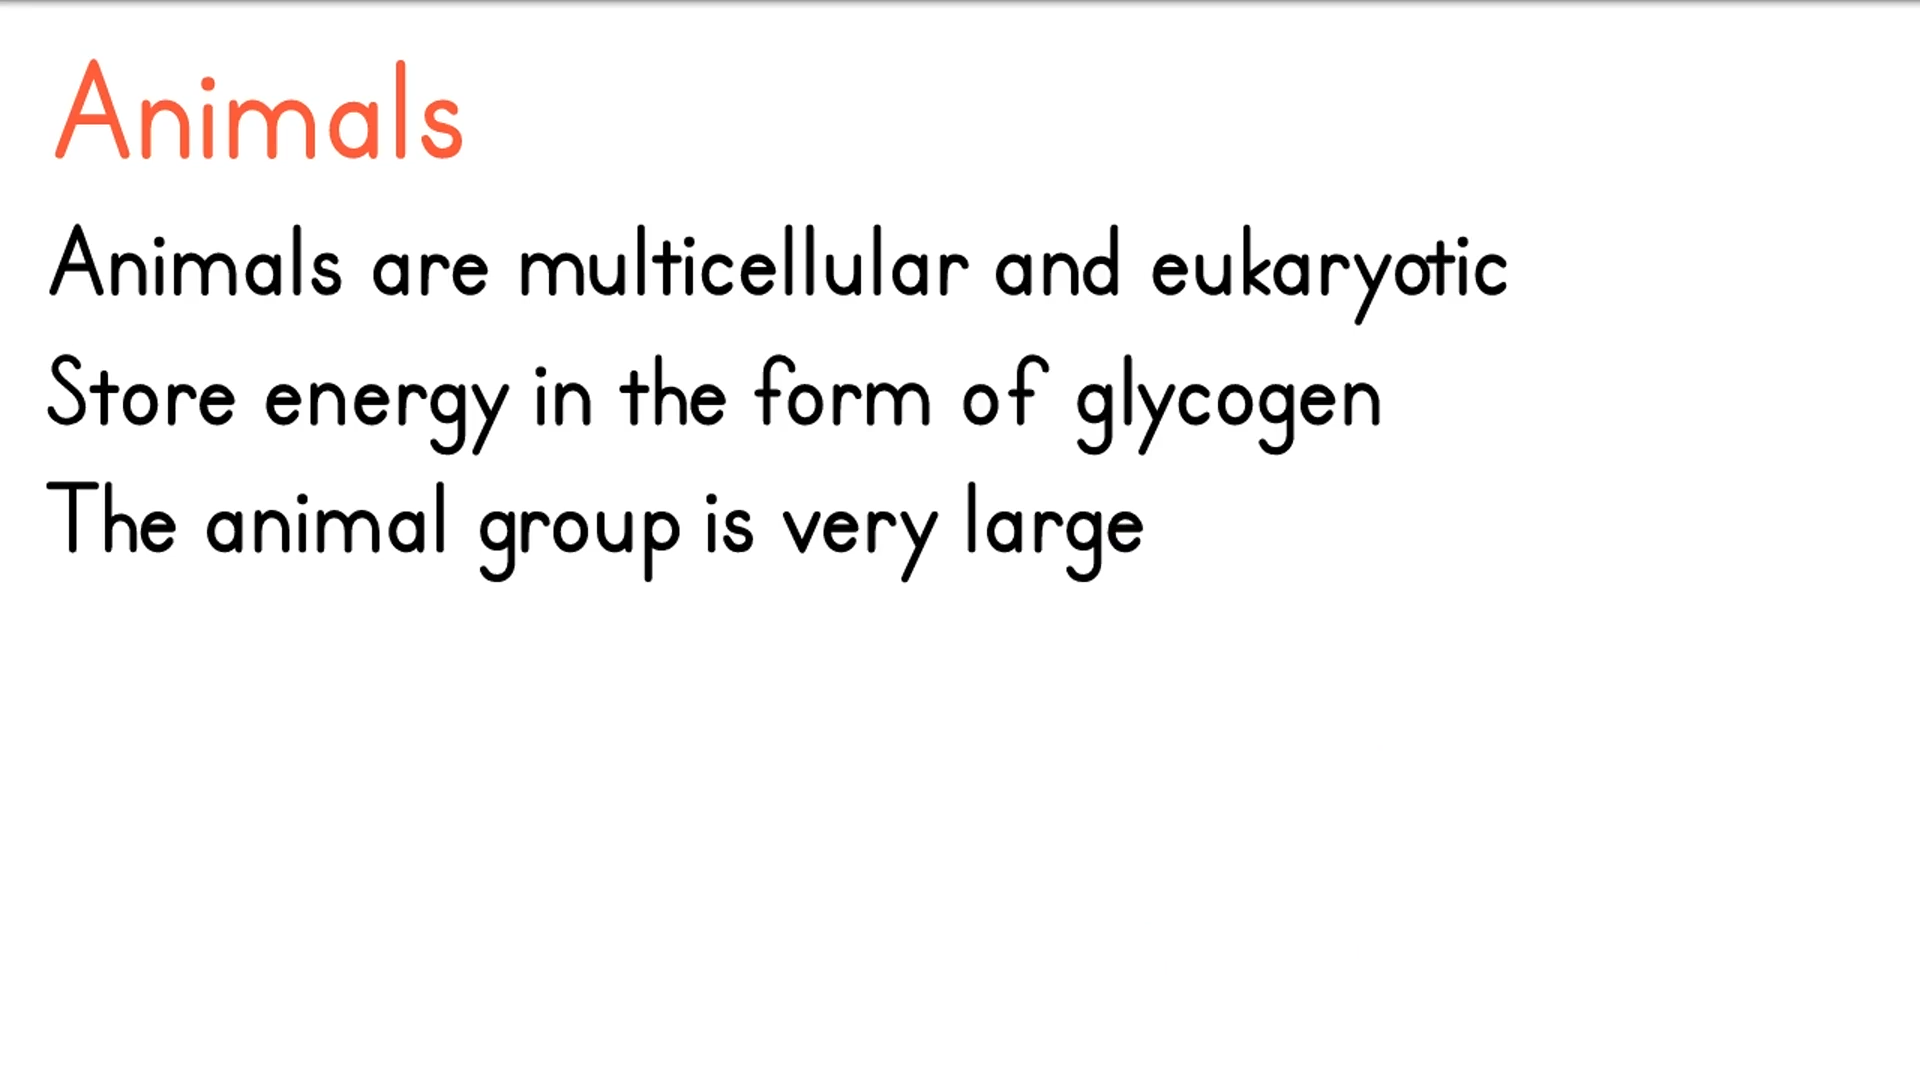 Animals
Animals are multicellular and eukaryotic
Store energy in the form of glycogen
The animal group is very large